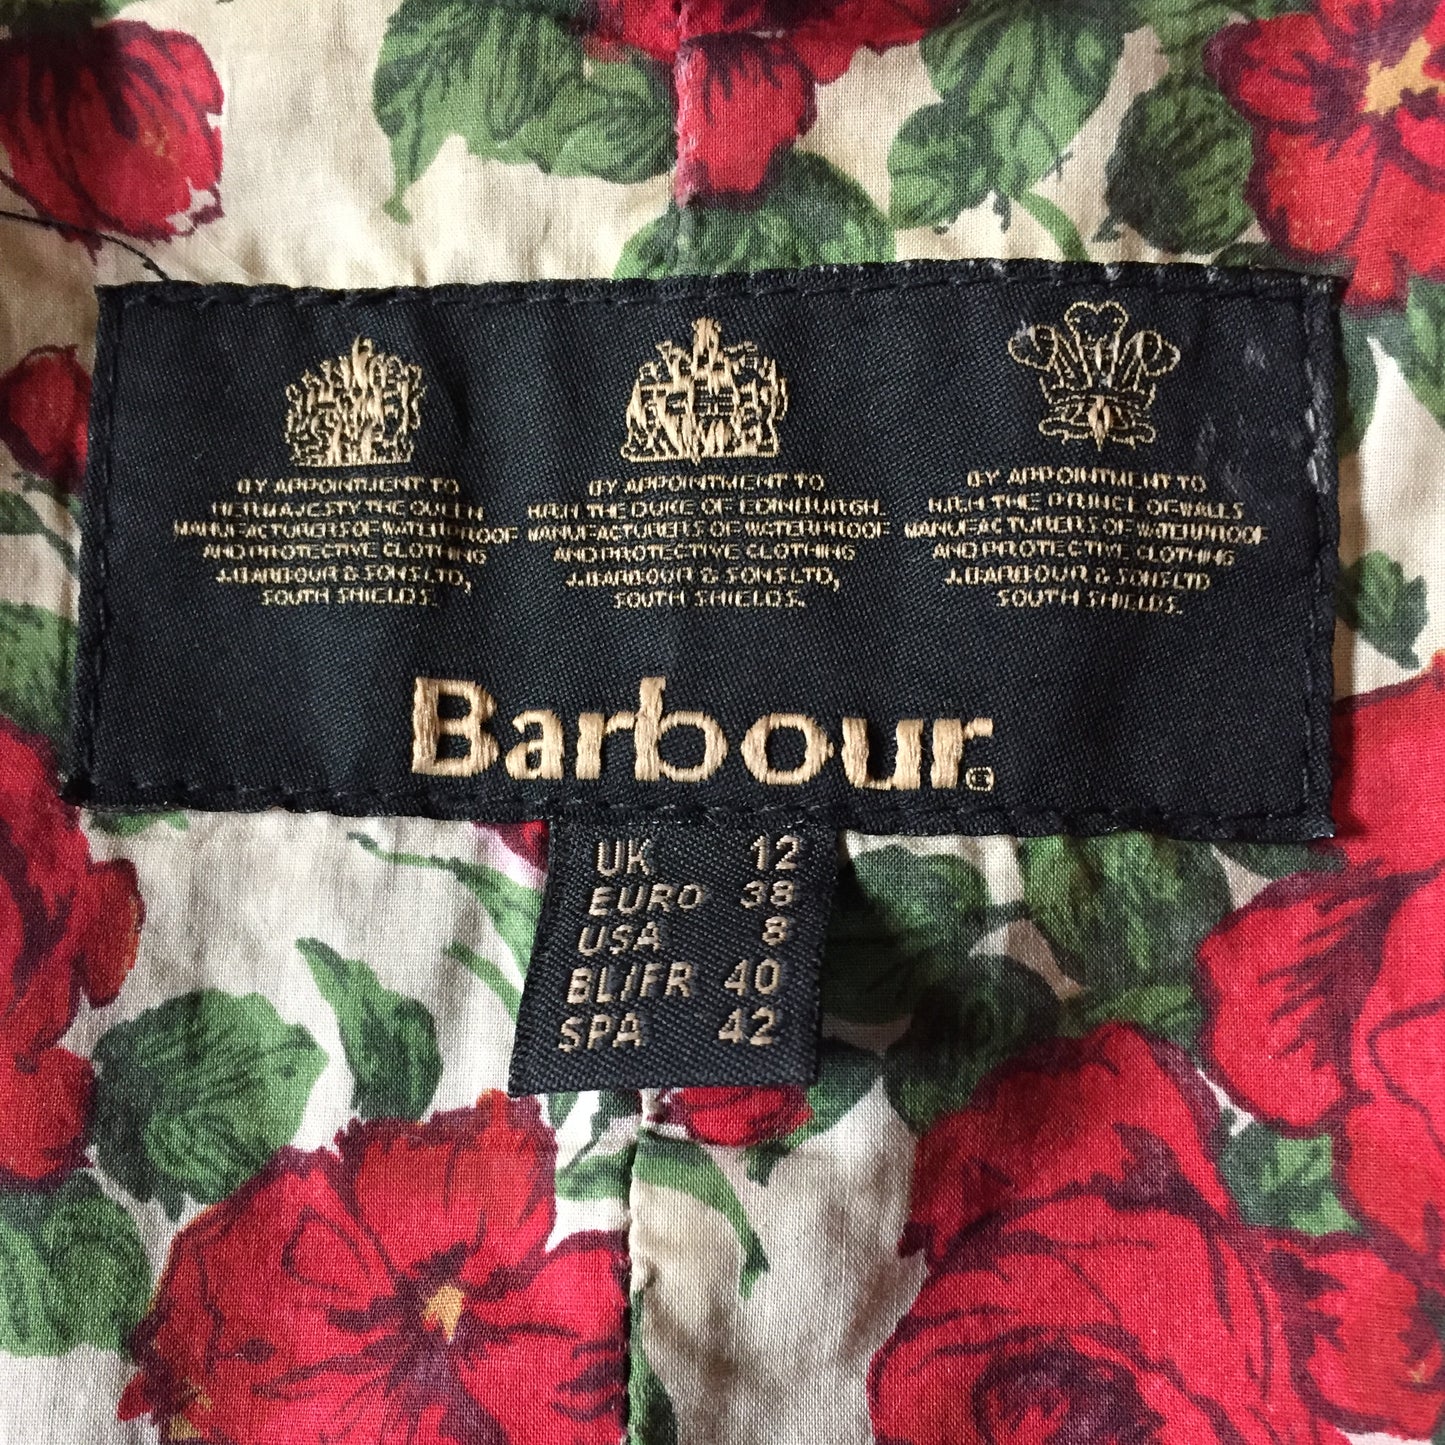 BY APPOINTMENT TO
HER MAJESTY THE QUEEN
MANUFACTURERS OF WATERPROOF
AND PROTECTIVE CLOTHING
J. BARBOUR & SONS LTD,
SOUTH SHIELDS.
BY APPOINTMENT TO
H.R.H THE DUKE OF EDINBURGH
MANUFACTURERS OF WATERPROOF
AND PROTECTIVE CLOTHING
J. BARBOUR & SONS LTD,
SOUTH SHIELDS.
BY APPOINTMENT TO
H.R.H THE PRINCE OF WALES
MANUFACTURERS OF WATERPROOF
AND PROTECTIVE CLOTHING
J. BARBOUR & SONS LTD
SOUTH SHIELDS.
Barbour®
UK 12
EURO 38
USA 8
BL/FR 40
SPA 42